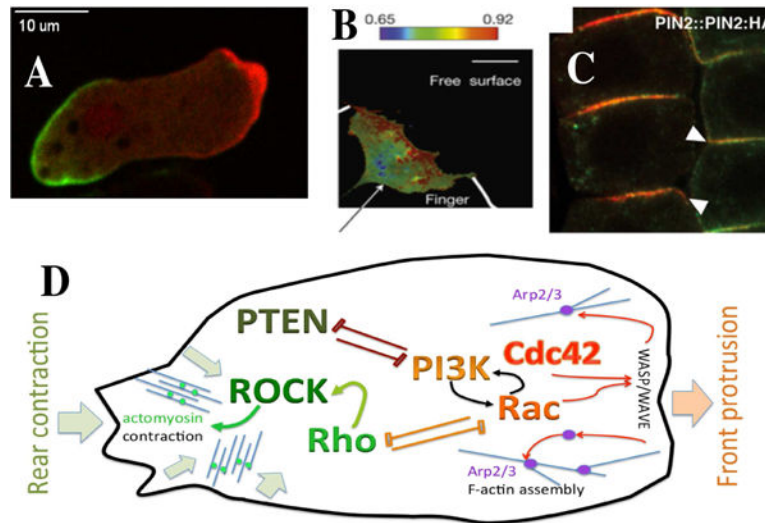 10 um
A
B
0.65
0.92
Free surface
Finger
PIN2::PIN2:HA
C
D
Rear contraction
actomyosin
contraction
PTEN
ROCK
Rho
PI3K
Cdc42
Rac
Arp2/3
WASP/WAVE
Arp2/3
F-actin assembly
Front protrusion